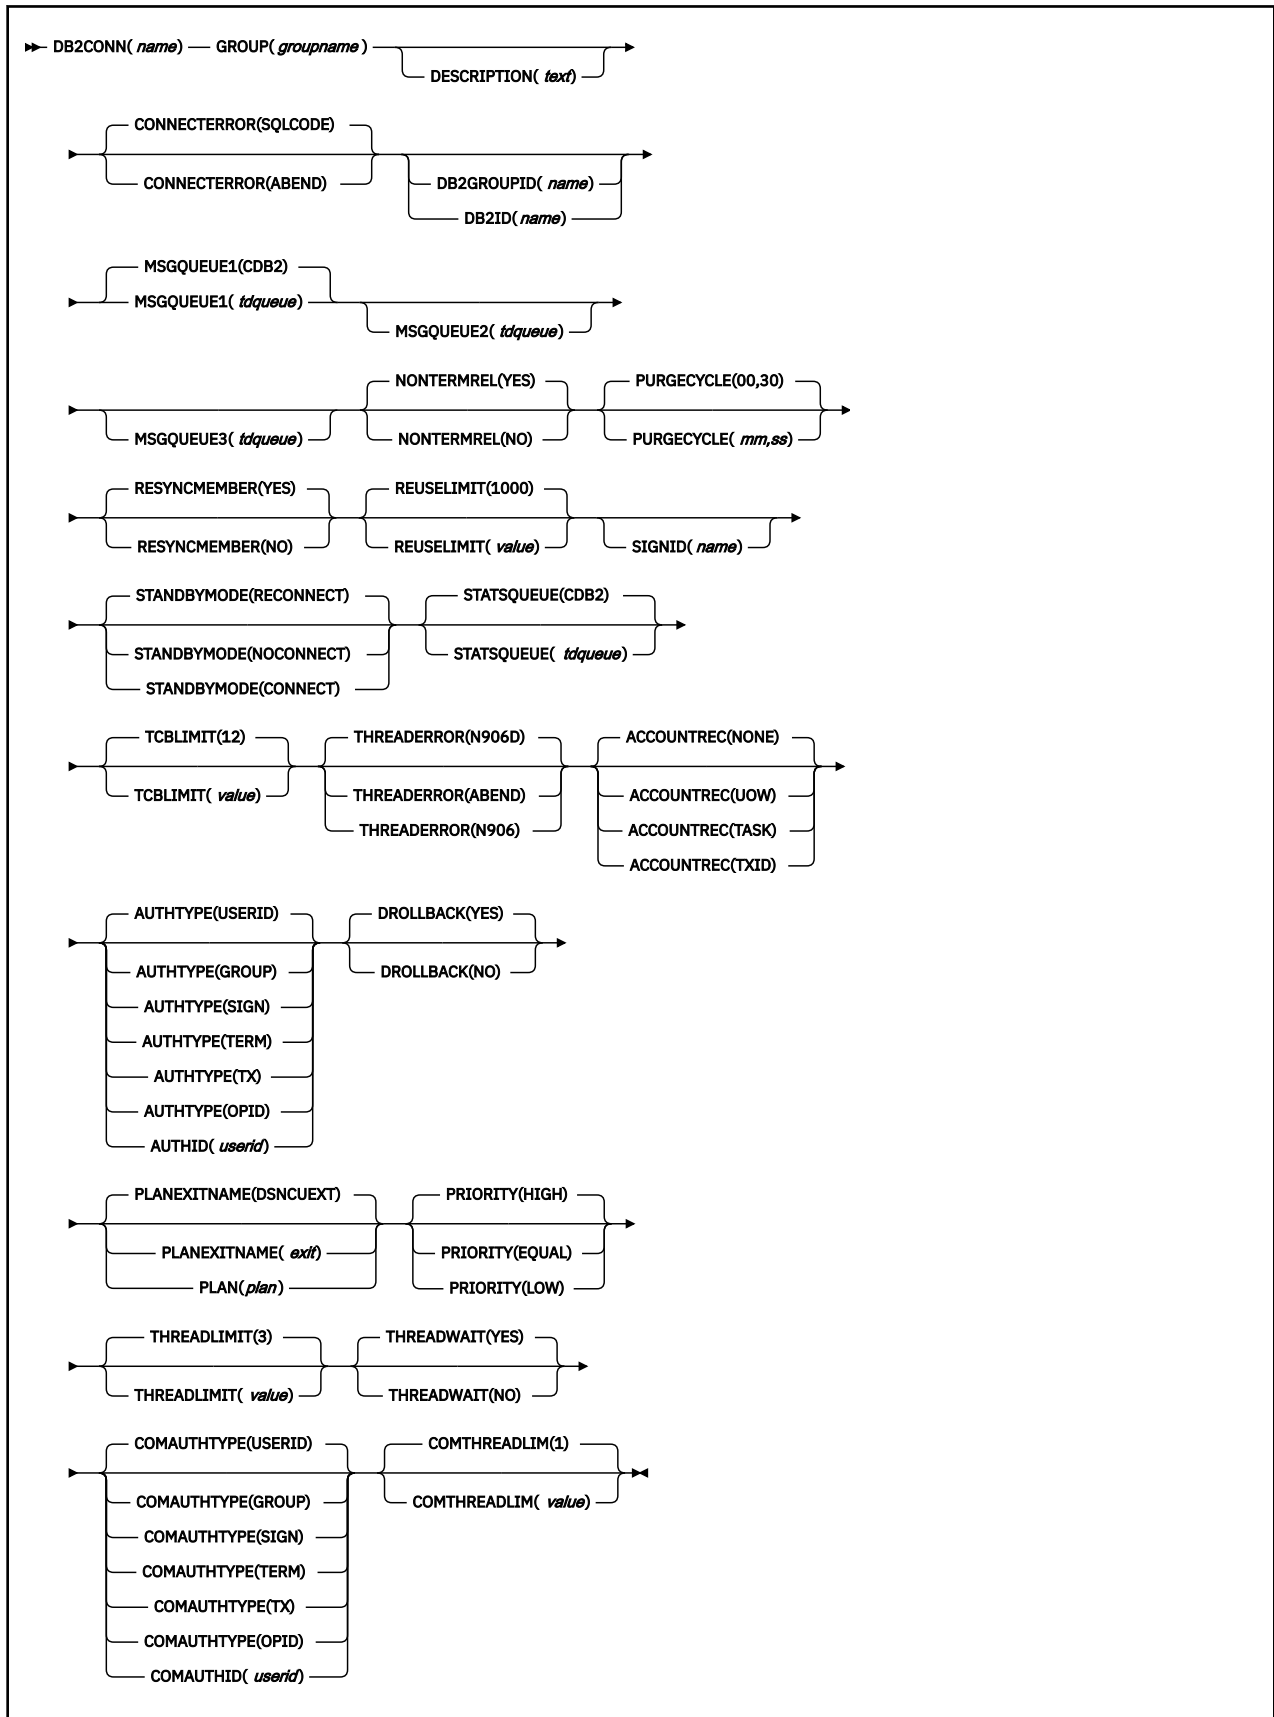 DB2CONN( name) GROUP( groupname )
DESCRIPTION( text)
CONNECTERROR(SQLCODE)
CONNECTERROR(ABEND)
DB2GROUPID( name)
DB2ID( name)
MSGQUEUE1(CDB2)
MSGQUEUE1( tdqueue)
MSGQUEUE2( tdqueue)
MSGQUEUE3( tdqueue)
NONTERMREL(YES)
NONTERMREL(NO)
PURGECYCLE(00,30)
PURGECYCLE( mm,ss)
RESYNCMEMBER(YES)
RESYNCMEMBER(NO)
REUSELIMIT(1000)
REUSELIMIT( value)
SIGNID( name)
STANDBYMODE(RECONNECT)
STANDBYMODE(NOCONNECT)
STANDBYMODE(CONNECT)
STATSQUEUE(CDB2)
STATSQUEUE( tdqueue)
TCBLIMIT(12)
TCBLIMIT( value)
THREADERROR(N906D)
THREADERROR(ABEND)
THREADERROR(N906)
ACCOUNTREC(NONE)
ACCOUNTREC(UOW)
ACCOUNTREC(TASK)
ACCOUNTREC(TXID)
AUTHTYPE(USERID)
AUTHTYPE(GROUP)
AUTHTYPE(SIGN)
AUTHTYPE(TERM)
AUTHTYPE(TX)
AUTHTYPE(OPID)
AUTHID( userid)
DROLLBACK(YES)
DROLLBACK(NO)
PLANEXITNAME(DSNCUEXT)
PLANEXITNAME( exit)
PLAN( plan)
PRIORITY(HIGH)
PRIORITY(EQUAL)
PRIORITY(LOW)
THREADLIMIT(3)
THREADLIMIT( value)
THREADWAIT(YES)
THREADWAIT(NO)
COMAUTHTYPE(USERID)
COMAUTHTYPE(GROUP)
COMAUTHTYPE(SIGN)
COMAUTHTYPE(TERM)
COMAUTHTYPE(TX)
COMAUTHTYPE(OPID)
COMAUTHID( userid)
COMTHREADLIM(1)
COMTHREADLIM( value)